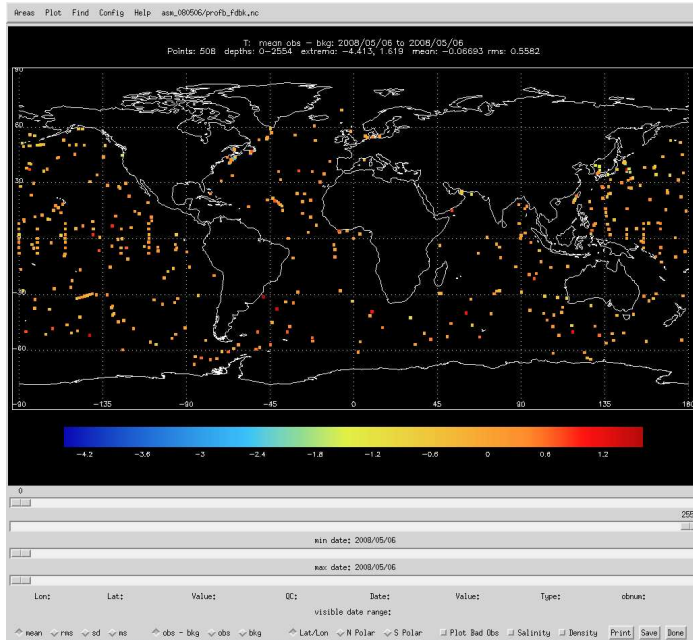 Areas Plot Find Config Help asm_080506/profb_fdbk.nc
T: mean obs - bkg: 2008/05/06 to 2008/05/06
Points: 508 depths: 0-2554 extrema: -4.413, 1.619 mean: -0.06693 rms: 0.5582
90
60
30
0
-30
-60
-90 -135 -90 -45 0 45 90 135 180
-4.2 -3.6 -3 -2.4 -1.8 -1.2 -0.6 0 0.6 1.2
0
255
min date: 2008/05/06
max date: 2008/05/06
Lon: Lat: Value: QC: Date: Value: Type: obnum:
visible date range:
mean rms sd ms obs - bkg obs bkg Lat/Lon N Polar S Polar Plot Bad Obs Salinity Density Print Save Done